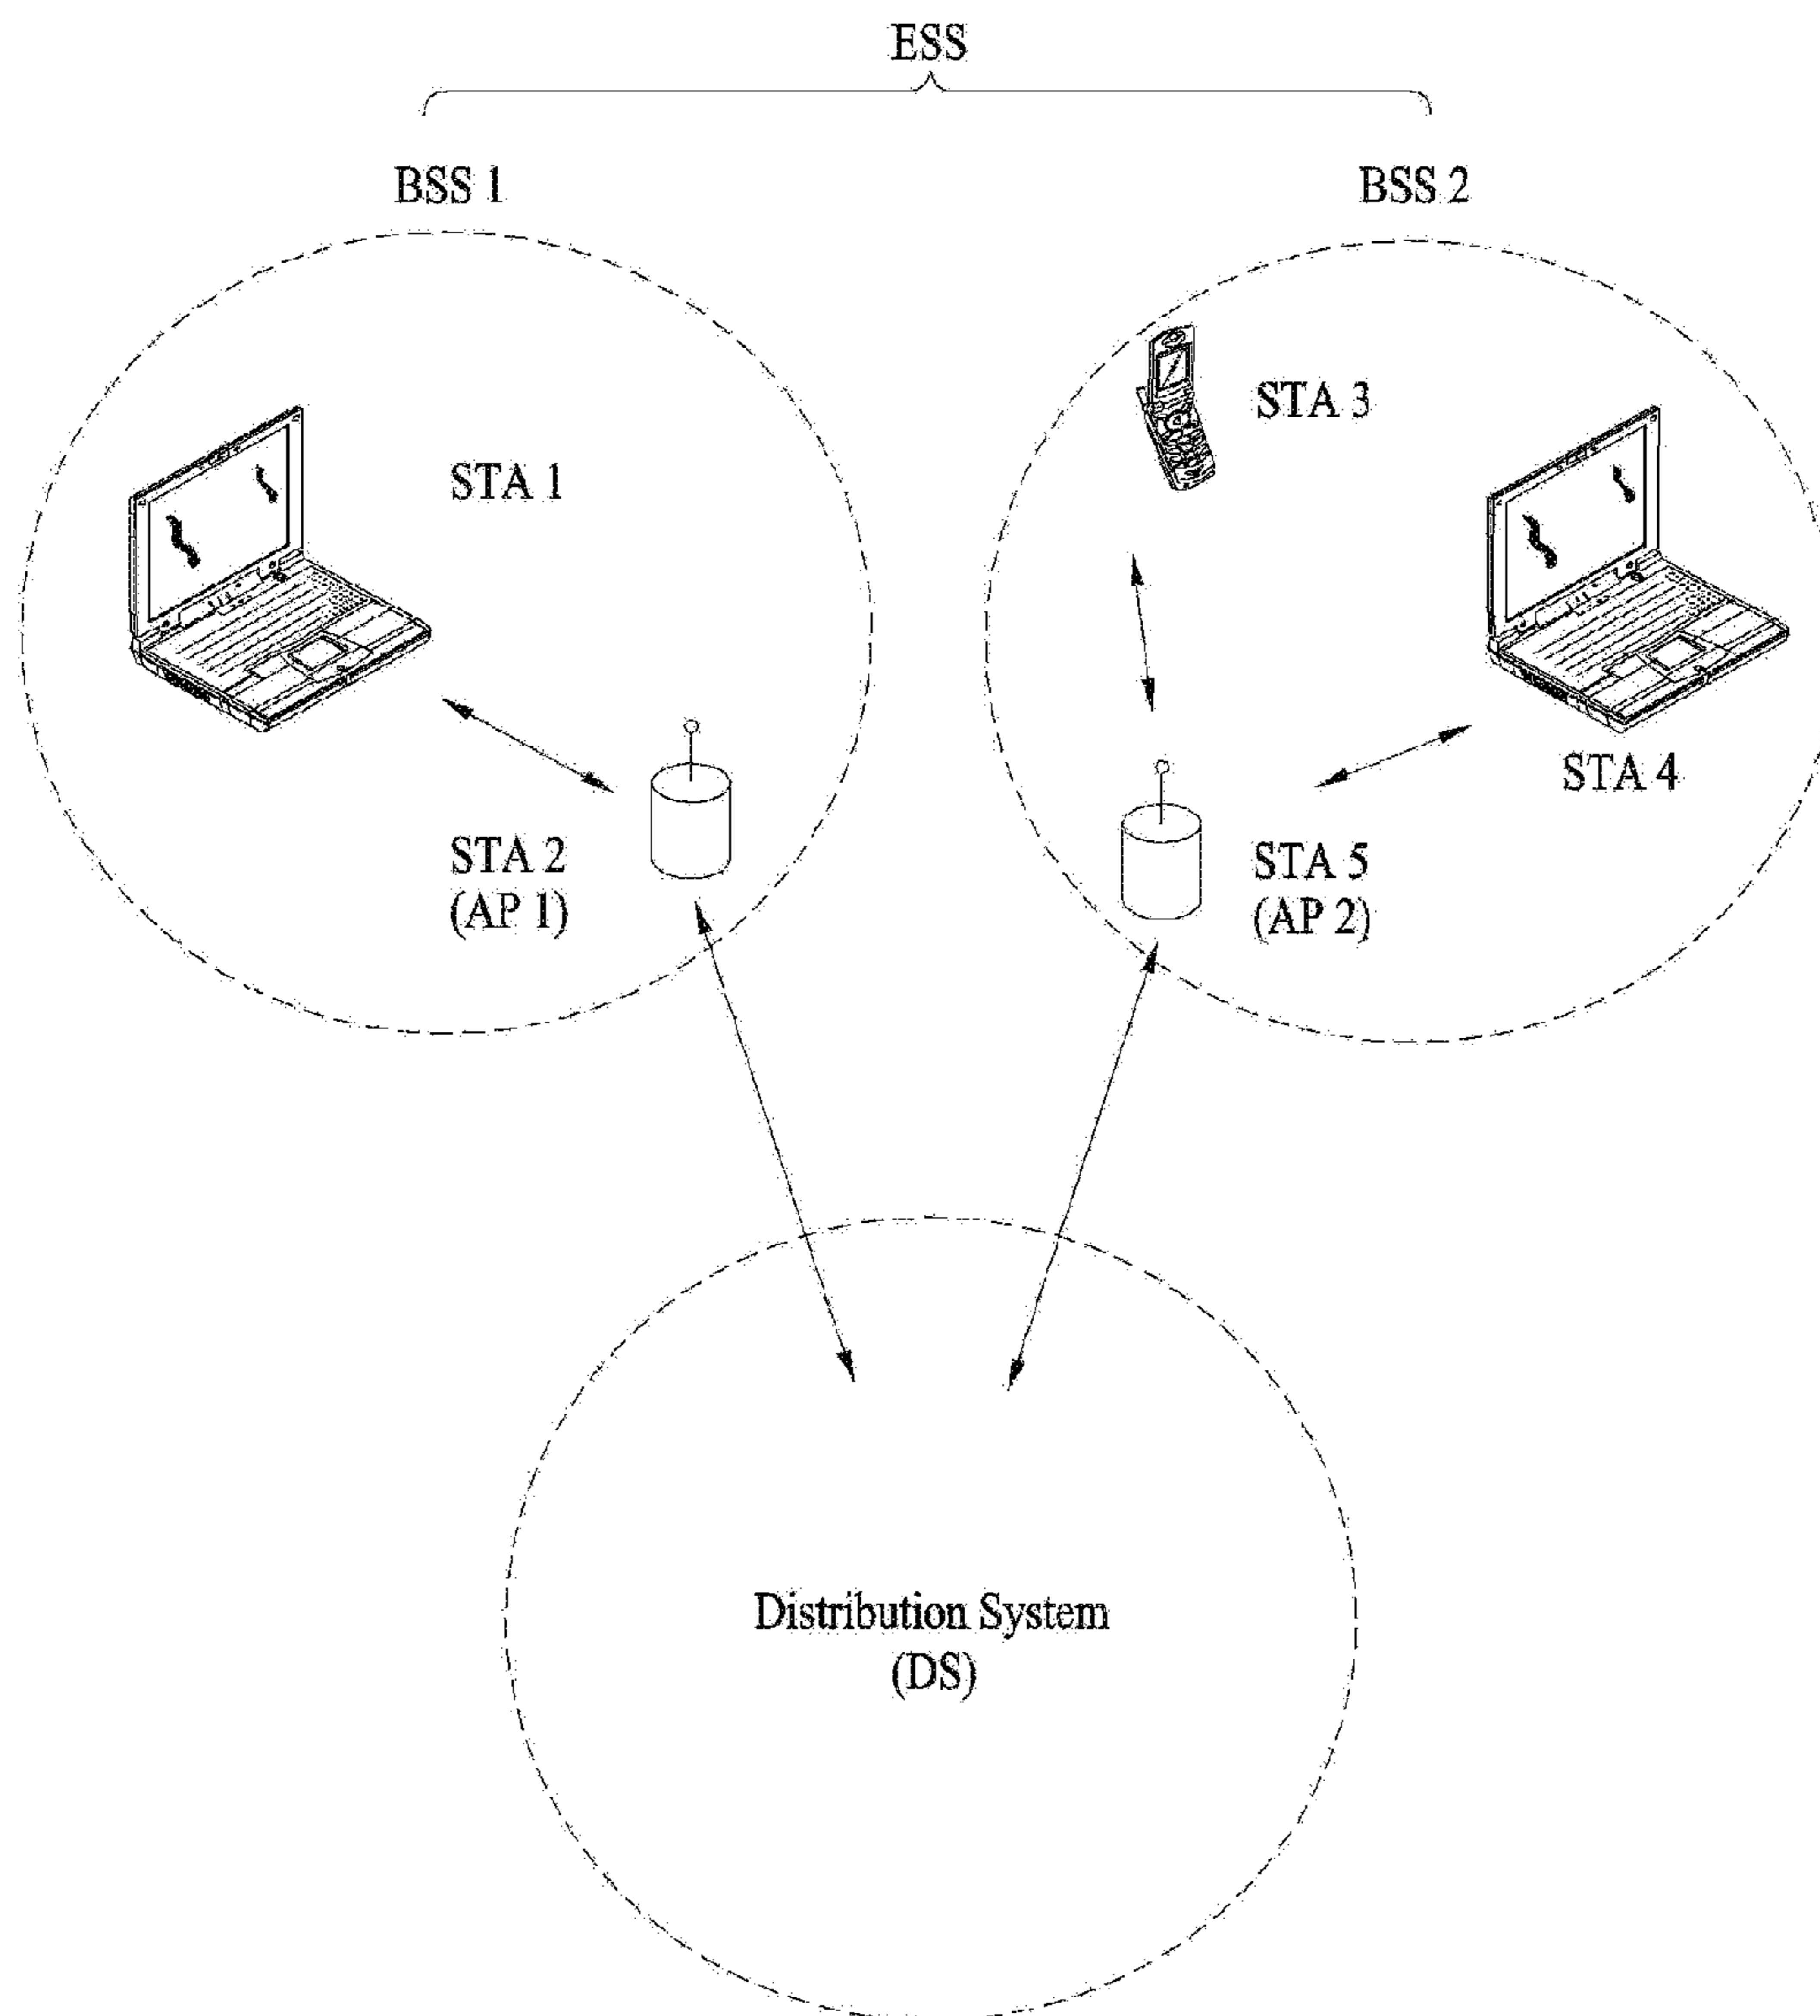 ESS
BSS 1
BSS 2
STA 1
STA 2
(AP 1)
STA 3
STA 4
STA 5
(AP 2)
Distribution System
(DS)